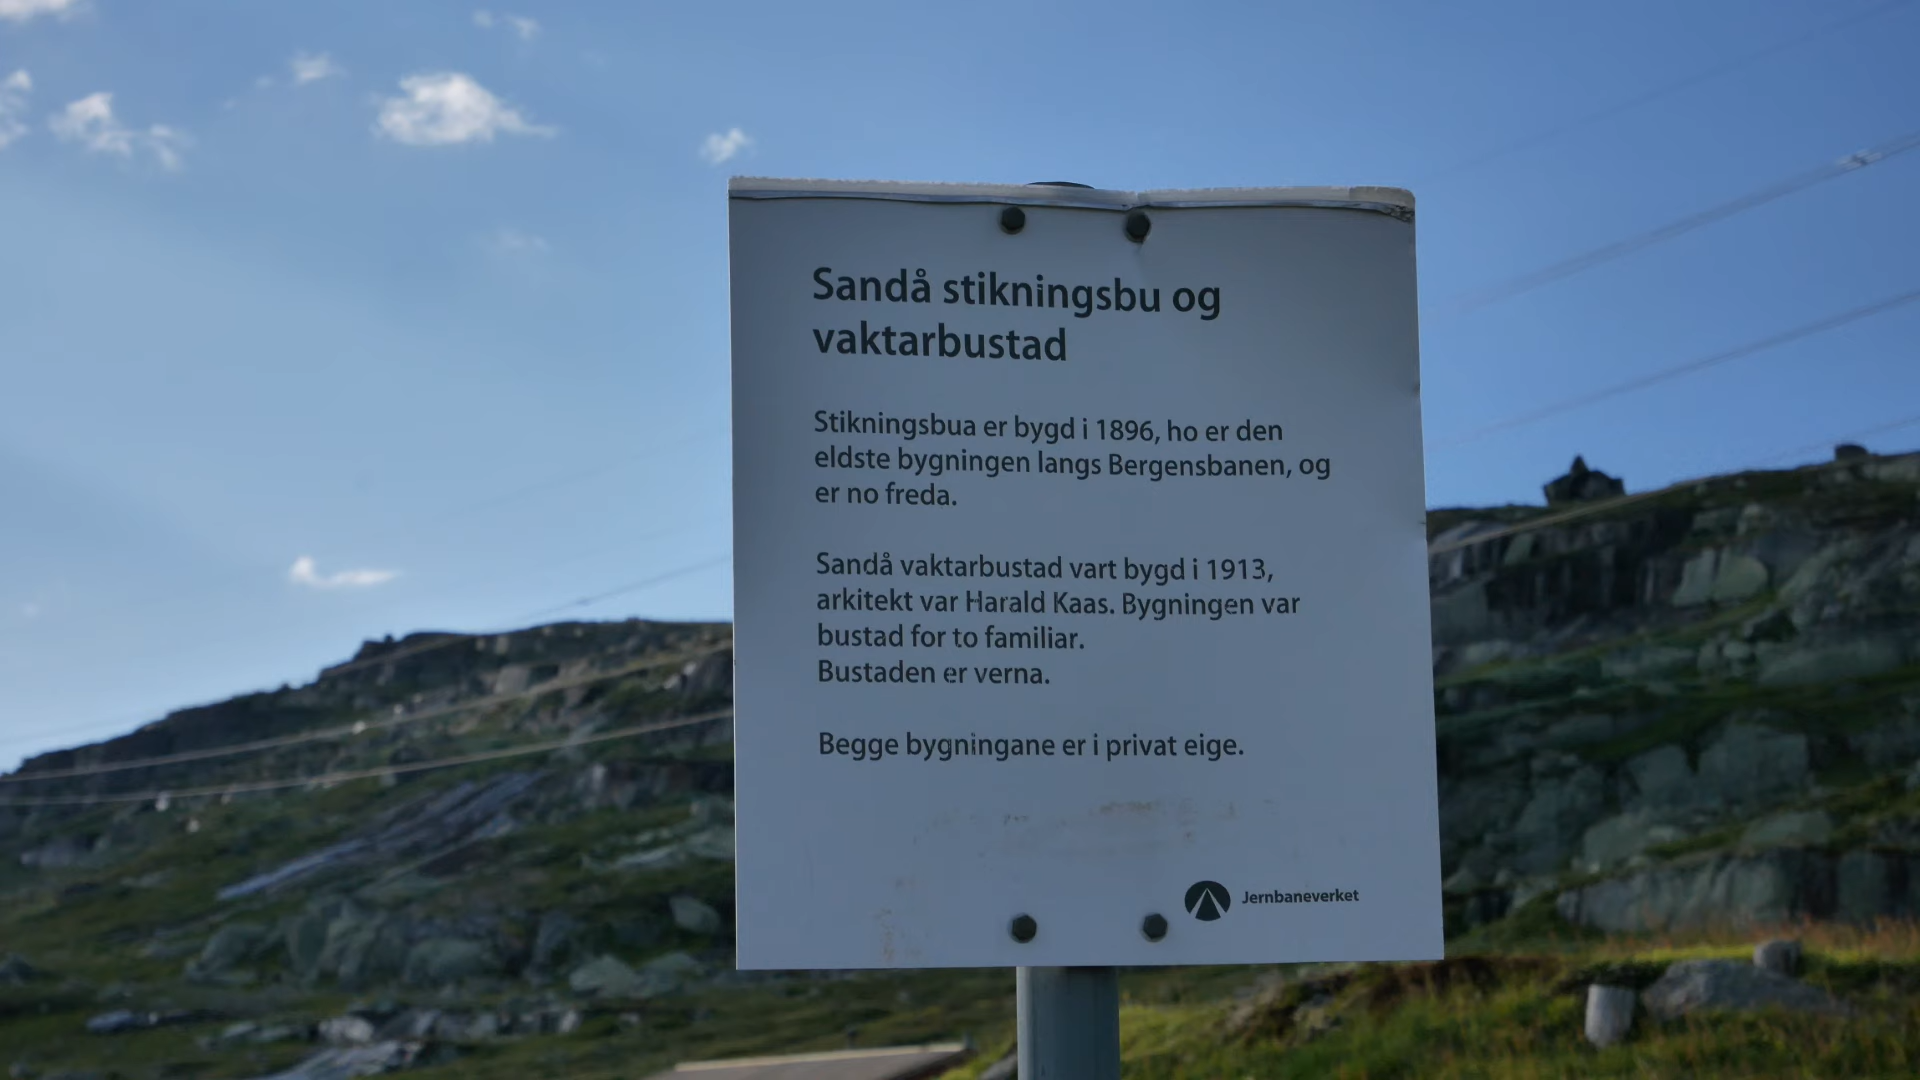 Sandå stikningsbu og
vaktarbustad
Stikningsbua er bygd i 1896, ho er den
eldste bygningen langs Bergensbanen, og
er no freda.
Sandå vaktarbustad vart bygd i 1913,
arkitekt var Harald Kaas. Bygningen var
bustad for to familiar.
Bustaden er verna.
Begge bygningane er i privat eige.
Jernbaneverket